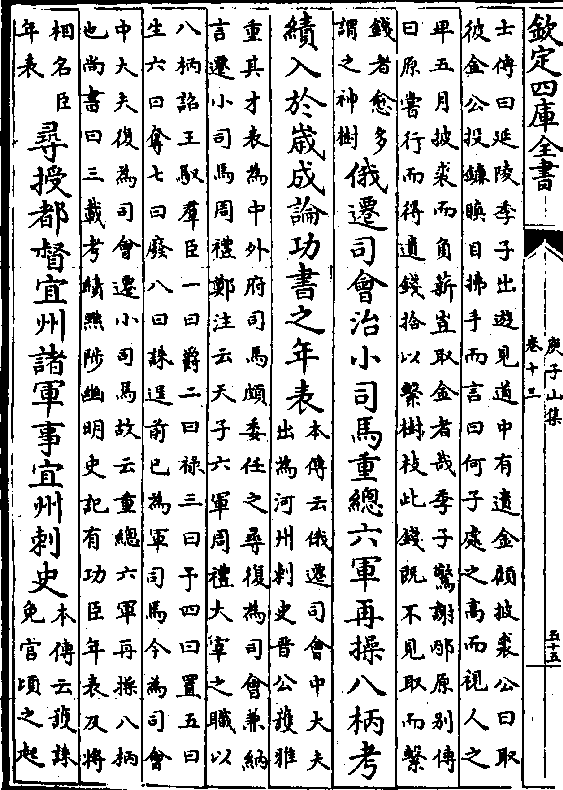 欽定四庫全書
庾子山集
卷十三
五十五
士傳曰延陵季子出遊見道中有遺金顧披裘公曰取
彼金公投鐮瞋目拂手而言曰何子處之高而視人之
卑五月披裘而負薪豈取金者哉季子驚謝邴原别傳
曰原嘗行而得遺錢拾以繫樹枝此錢既不見取而繫
錢者愈多
謂之神樹
俄遷司會治小司馬重總六軍再操八柄考
績入於歲成論功書之年表
本傳云俄遷司會中大夫
出為河州刺史晉公護雅
重其才表為中外府司馬頗委任之尋復為司會兼納
言遷小司馬周禮鄭注云天子六軍周禮大宰之職以
八柄詔王馭羣臣一曰爵二曰禄三曰予四曰置五曰
生六曰奪七曰廢八曰誅逞前已為軍司馬今為司會
中大夫復為司會遷小司馬故云重總六軍再操八柄
也尚書曰三載考績黜陟幽明史記有功臣年表及將
相名臣
年表
尋授都督宜州諸軍事宜州刺史
本傳云護誅
免官頃之起